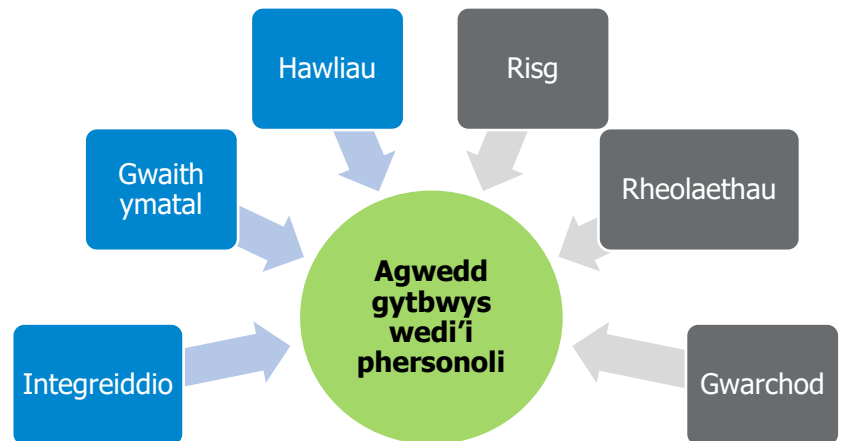 Hawliau
Risg
Gwaith
ymatal
Rheolaethau
Agwedd
gytbwys
wedi’i
phersonoli
Integreiddio
Gwarchod